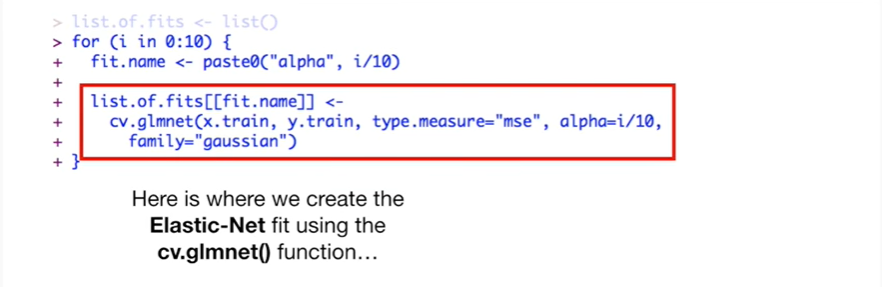 > list.of.fits <- list()
> for (i in 0:10) {
+   fit.name <- paste0("alpha", i/10)
+
+   list.of.fits[[fit.name]] <-
+     cv.glmnet(x.train, y.train, type.measure="mse", alpha=i/10,
+       family="gaussian")
+ }
Here is where we create the
Elastic-Net fit using the
cv.glmnet() function…